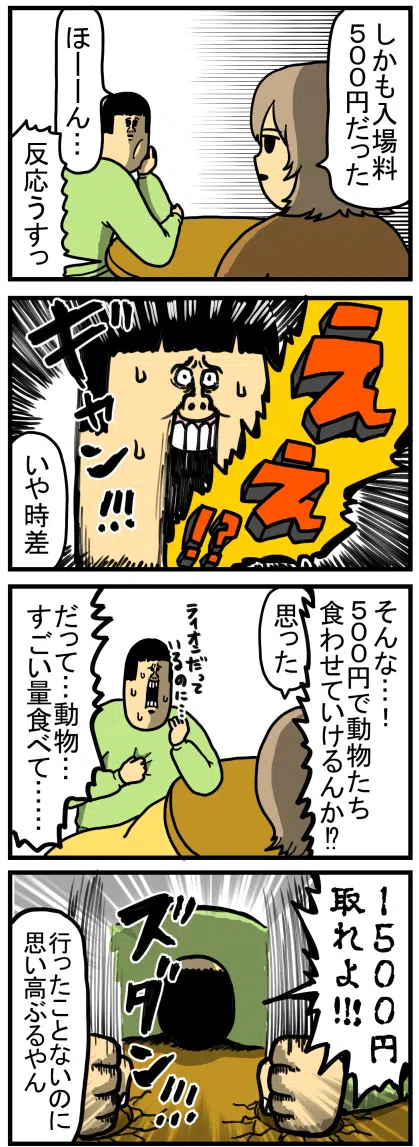 しかも入場料
５００円だった
ほーーん…
反応うすっ
ええ!?
ギャン!!!
いや時差
そんな…！
５００円で動物たち
食わせていけるんか!?
思った
ライオンだって
いるのに…
だって…動物…
すごい量食べて……
１５００円
取れよ!!!
ズダン!!!
行ったことないのに
思い高ぶるやん